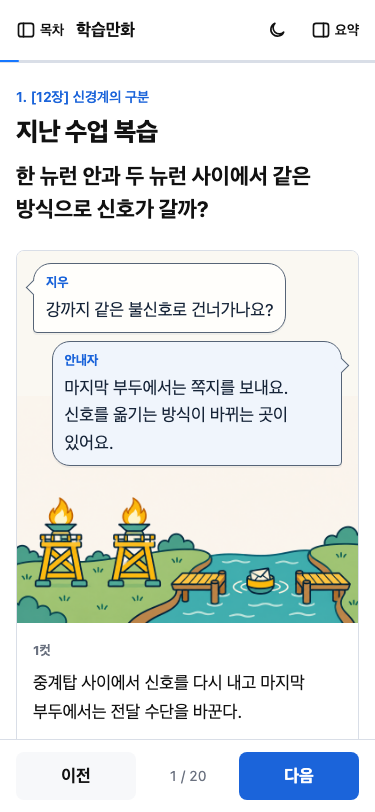 목차 학습만화 요약
1. [12장] 신경계의 구분
지난 수업 복습
한 뉴런 안과 두 뉴런 사이에서 같은
방식으로 신호가 갈까?
지우
강까지 같은 불신호로 건너가나요?
안내자
마지막 부두에서는 쪽지를 보내요.
신호를 옮기는 방식이 바뀌는 곳이
있어요.
1컷
중계탑 사이에서 신호를 다시 내고 마지막
부두에서는 전달 수단을 바꾼다.
이전 1 / 20 다음